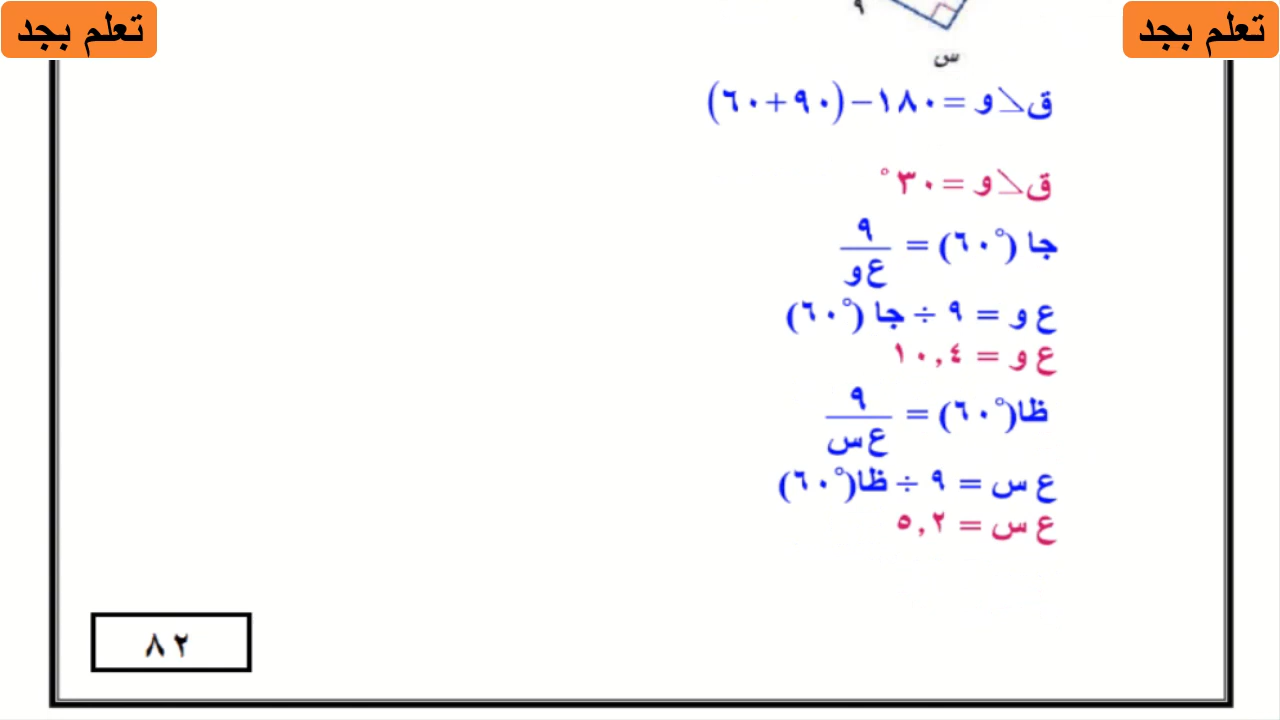 تعلم بجد
تعلم بجد
٩
س
ق∠و = ١٨٠ − (٩٠ + ٦٠)
ق∠و = ٣٠°
جا (٦٠°) = ٩ / ع و
ع و = ٩ ÷ جا (٦٠°)
ع و = ١٠,٤
ظا(٦٠°) = ٩ / ع س
ع س = ٩ ÷ ظا(٦٠°)
ع س = ٥,٢
٨٢